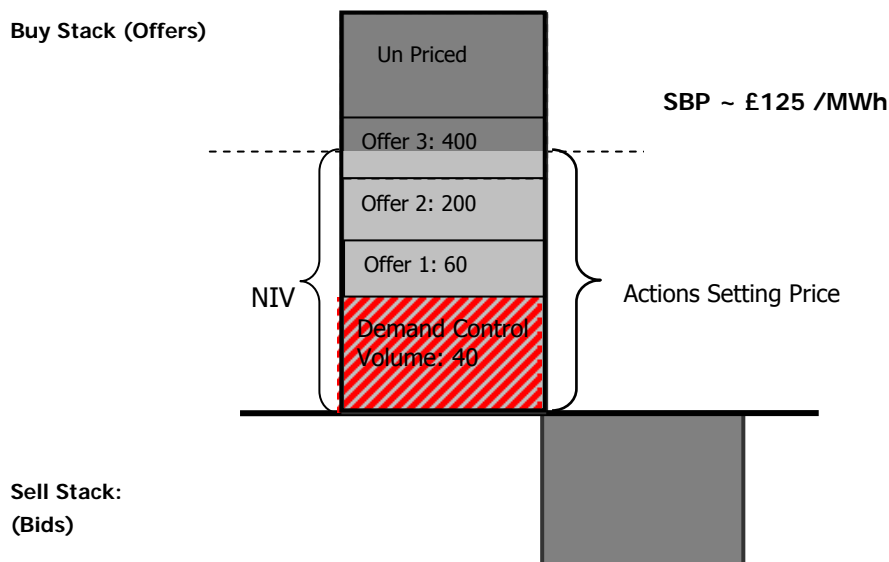 Buy Stack (Offers)
Un Priced
SBP ~ £125 /MWh
Offer 3: 400
Offer 2: 200
Offer 1: 60
NIV
Actions Setting Price
Demand Control
Volume: 40
Sell Stack:
(Bids)